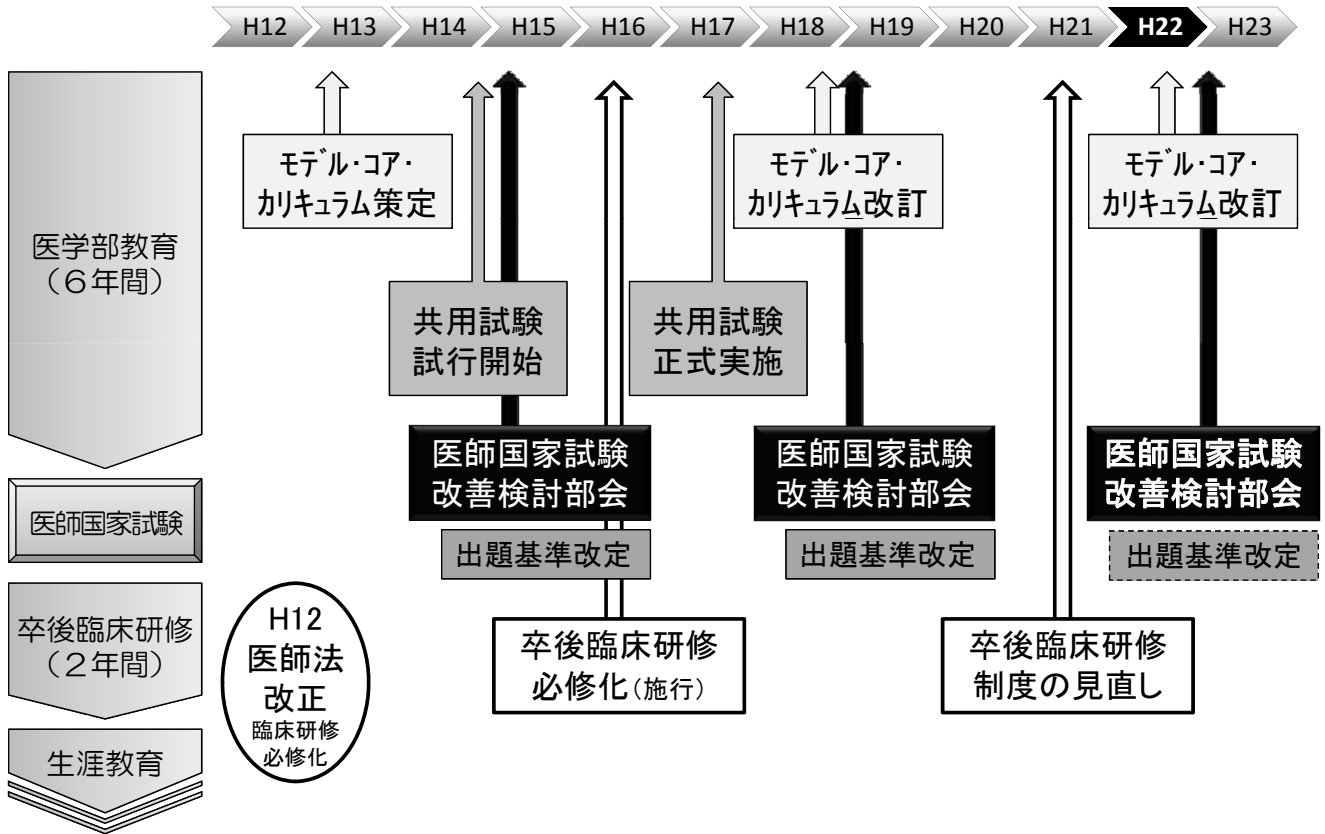 H12 H13 H14 H15 H16 H17 H18 H19 H20 H21 H22 H23
医学部教育
（６年間）
医師国家試験
卒後臨床研修
（２年間）
生涯教育
モデル・コア・
カリキュラム策定
モデル・コア・
カリキュラム改訂
モデル・コア・
カリキュラム改訂
共用試験
試行開始
共用試験
正式実施
医師国家試験
改善検討部会
出題基準改定
医師国家試験
改善検討部会
出題基準改定
医師国家試験
改善検討部会
出題基準改定
H12
医師法
改正
臨床研修
必修化
卒後臨床研修
必修化（施行）
卒後臨床研修
制度の見直し